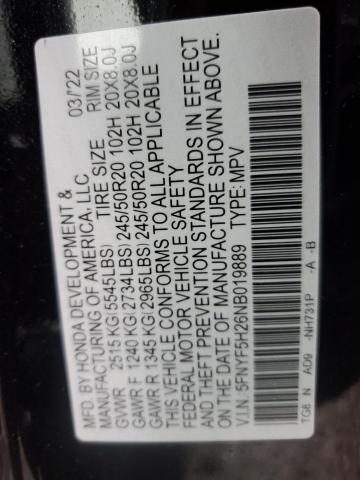 MFD. BY HONDA DEVELOPMENT & 03/22
MANUFACTURING OF AMERICA, LLC.
TIRE SIZE RIM SIZE
GVWR 2515 KG(5545LBS)
GAWR F 1240 KG(2734LBS) 245/50R20 102H 20X8.0J
GAWR R 1345 KG(2965LBS) 245/50R20 102H 20X8.0J
THIS VEHICLE CONFORMS TO ALL APPLICABLE
FEDERAL MOTOR VEHICLE SAFETY
AND THEFT PREVENTION STANDARDS IN EFFECT
ON THE DATE OF MANUFACTURE SHOWN ABOVE.
V.I.N: 5FNYF5H26NB019889 TYPE: MPV
TG8 N AD9 -NH731P -A -B